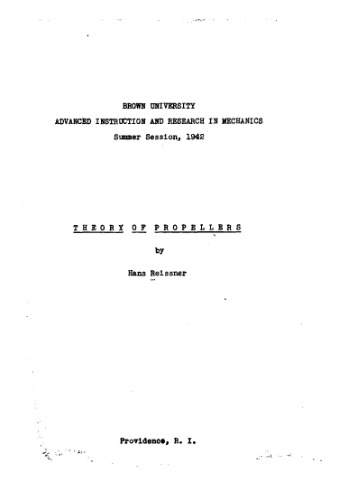 BROWN UNIVERSITY
ADVANCED INSTRUCTION AND RESEARCH IN MECHANICS
Summer Session, 1942
THEORY OF PROPELLERS
by
Hans Reissner
Providence, R. I.